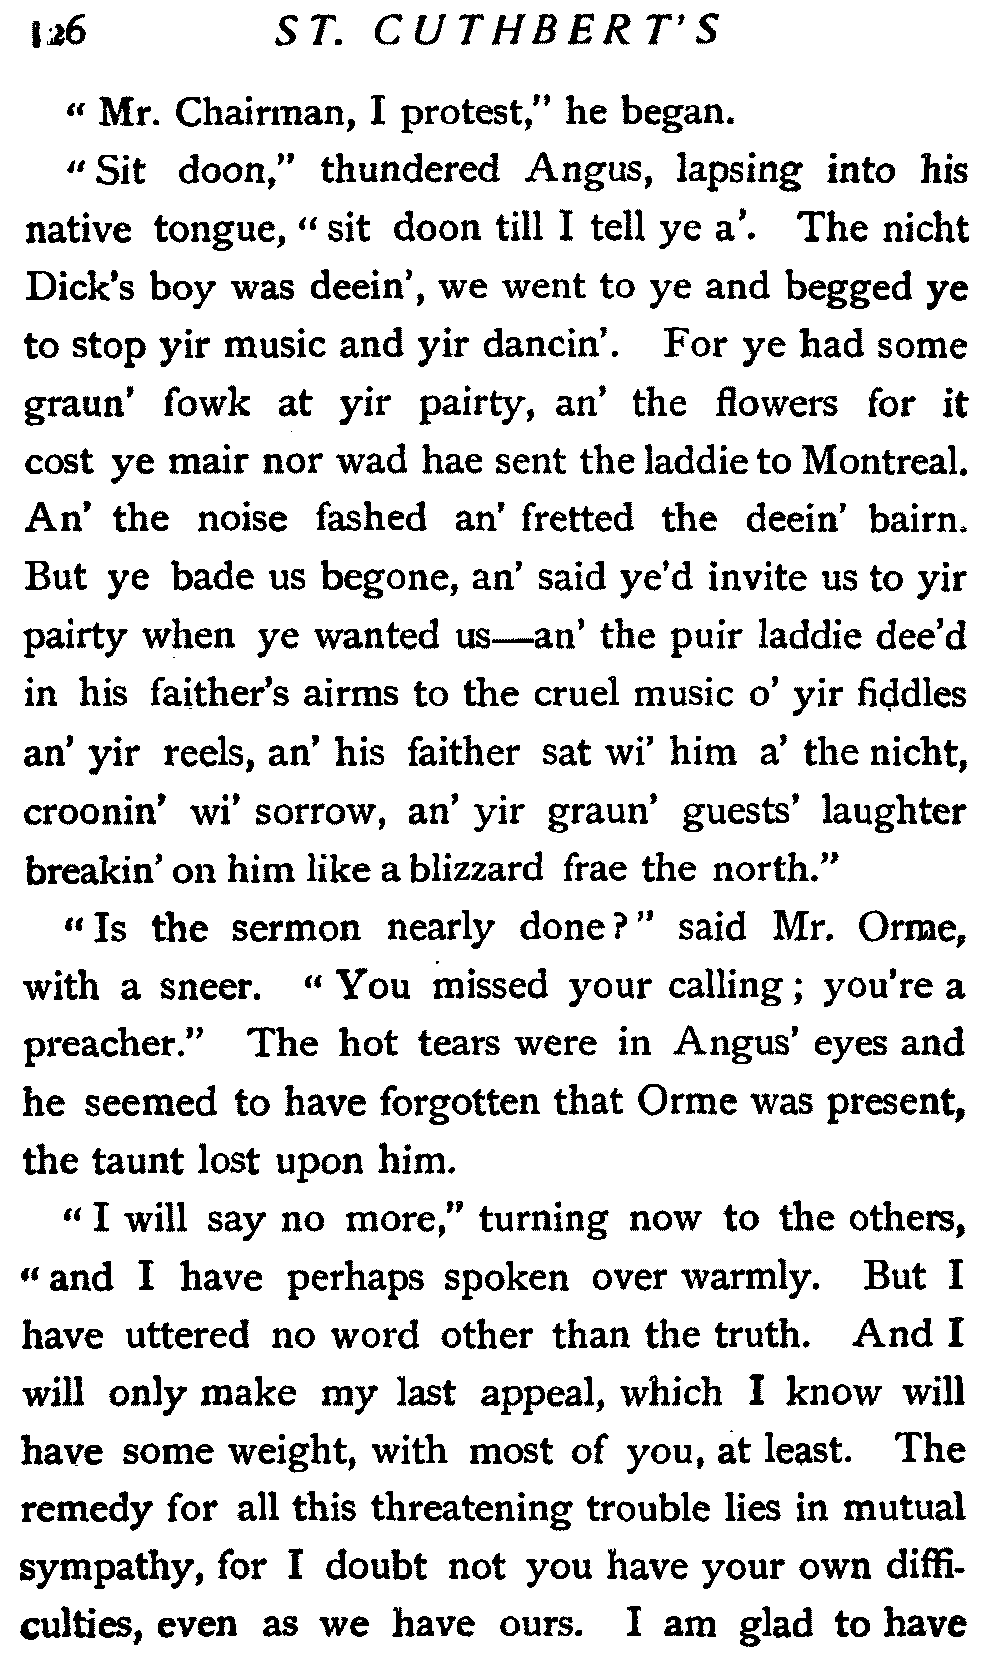 126 ST. CUTHBERT'S
" Mr. Chairman, I protest," he began.
" Sit doon," thundered Angus, lapsing into his
native tongue, " sit doon till I tell ye a'. The nicht
Dick's boy was deein', we went to ye and begged ye
to stop yir music and yir dancin'. For ye had some
graun' fowk at yir pairty, an' the flowers for it
cost ye mair nor wad hae sent the laddie to Montreal.
An' the noise fashed an' fretted the deein' bairn.
But ye bade us begone, an' said ye'd invite us to yir
pairty when ye wanted us—an' the puir laddie dee'd
in his faither's airms to the cruel music o' yir fiddles
an' yir reels, an' his faither sat wi' him a' the nicht,
croonin' wi' sorrow, an' yir graun' guests' laughter
breakin' on him like a blizzard frae the north."
" Is the sermon nearly done ? " said Mr. Orme,
with a sneer. " You missed your calling ; you're a
preacher." The hot tears were in Angus' eyes and
he seemed to have forgotten that Orme was present,
the taunt lost upon him.
" I will say no more," turning now to the others,
" and I have perhaps spoken over warmly. But I
have uttered no word other than the truth. And I
will only make my last appeal, which I know will
have some weight, with most of you, at least. The
remedy for all this threatening trouble lies in mutual
sympathy, for I doubt not you have your own diffi-
culties, even as we have ours. I am glad to have